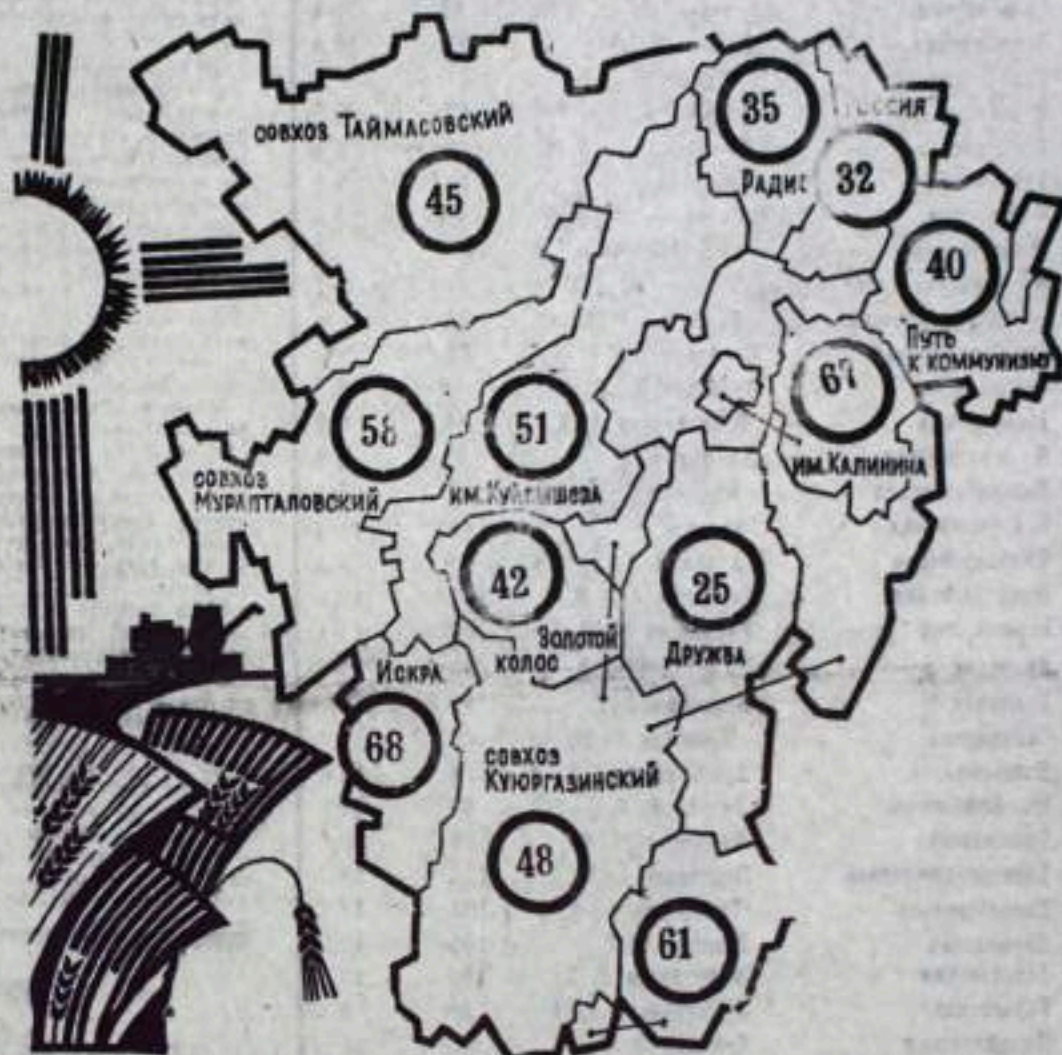 совхоз Таймасовский
45
35
Радио
32
40
Путь
к коммунизму
67
им. Калинина
58
совхоз
Мурапталовский
51
им. Куйбышева
42
Золотой
колос
25
Дружба
Искра
68
совхоз
Куюргазинский
48
61